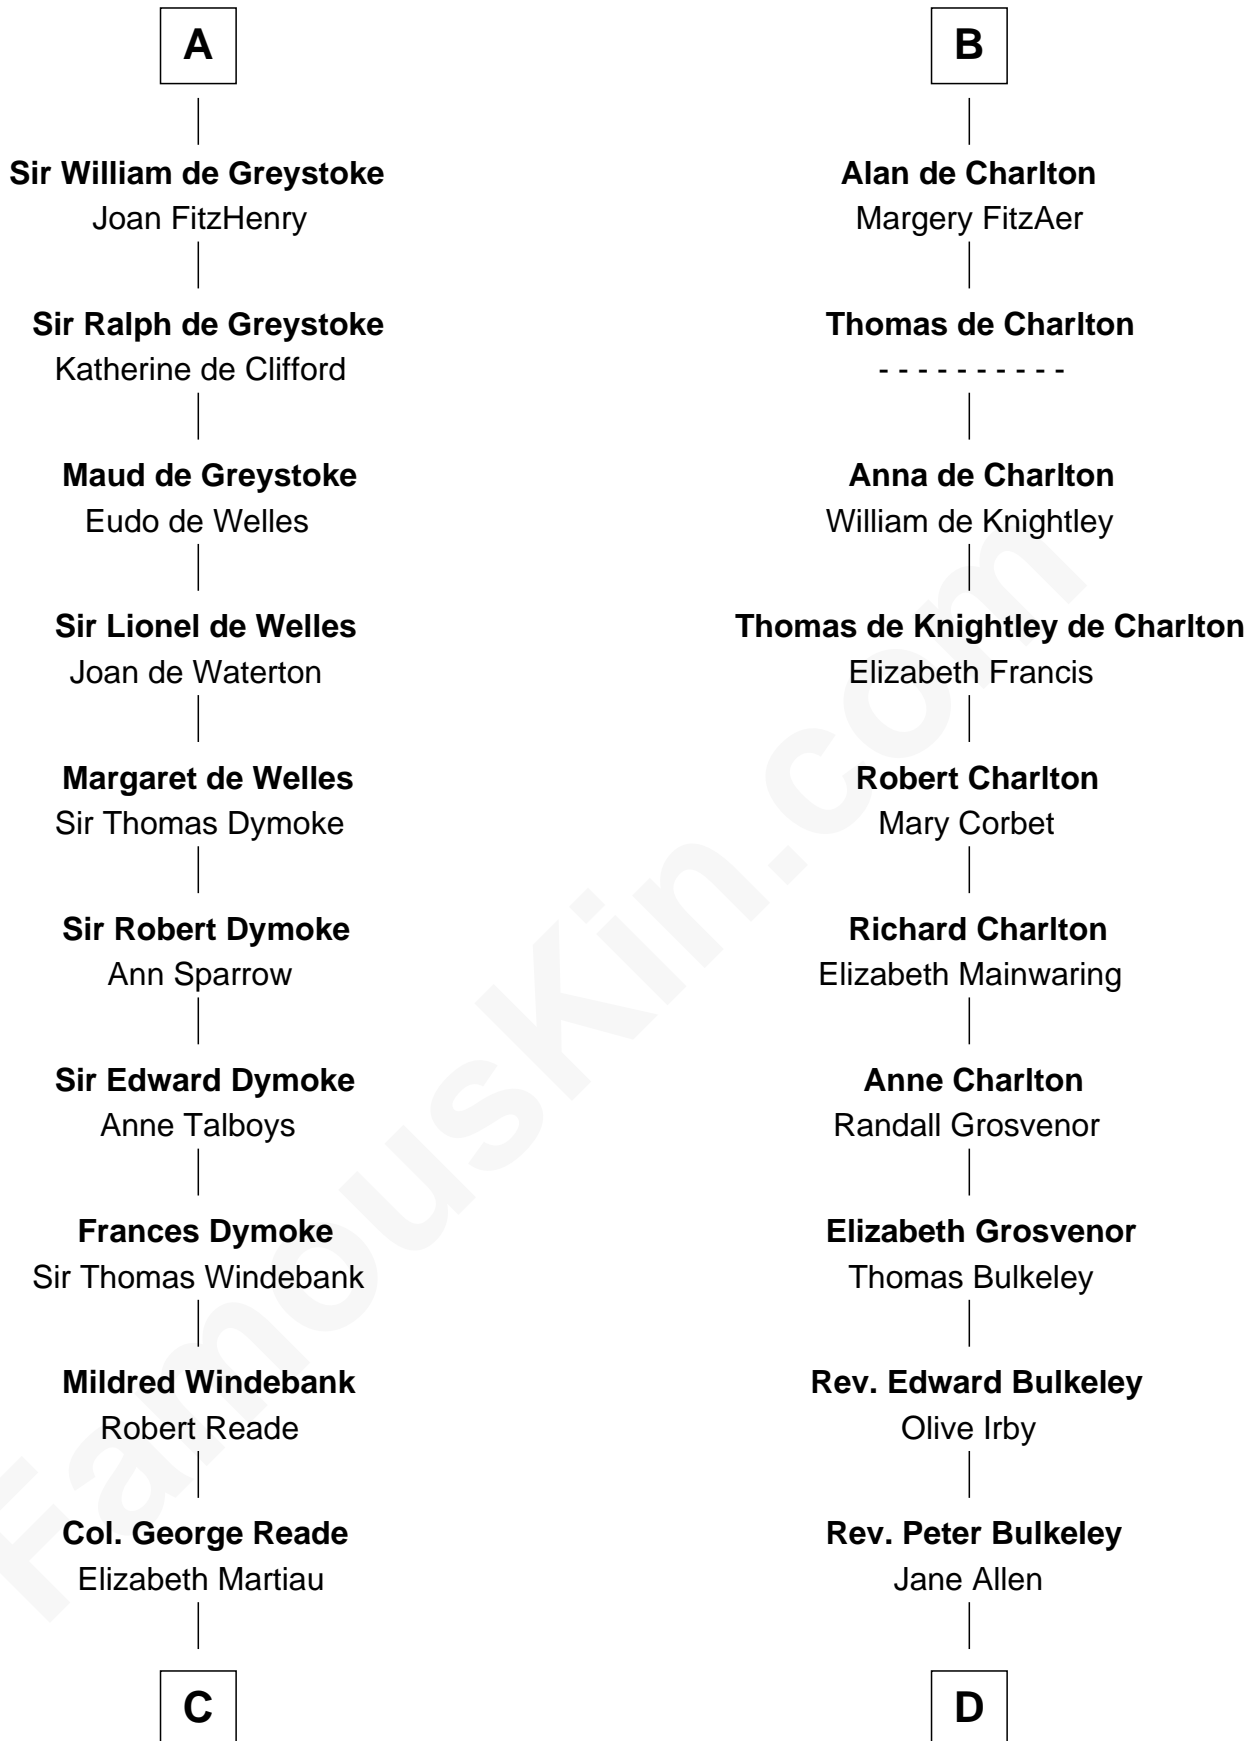 A
Sir William de Greystoke
Joan FitzHenry
Sir Ralph de Greystoke
Katherine de Clifford
Maud de Greystoke
Eudo de Welles
Sir Lionel de Welles
Joan de Waterton
Margaret de Welles
Sir Thomas Dymoke
Sir Robert Dymoke
Ann Sparrow
Sir Edward Dymoke
Anne Talboys
Frances Dymoke
Sir Thomas Windebank
Mildred Windebank
Robert Reade
Col. George Reade
Elizabeth Martiau
C
B
Alan de Charlton
Margery FitzAer
Thomas de Charlton
- - - - - - - - - -
Anna de Charlton
William de Knightley
Thomas de Knightley de Charlton
Elizabeth Francis
Robert Charlton
Mary Corbet
Richard Charlton
Elizabeth Mainwaring
Anne Charlton
Randall Grosvenor
Elizabeth Grosvenor
Thomas Bulkeley
Rev. Edward Bulkeley
Olive Irby
Rev. Peter Bulkeley
Jane Allen
D
FamousKin.com